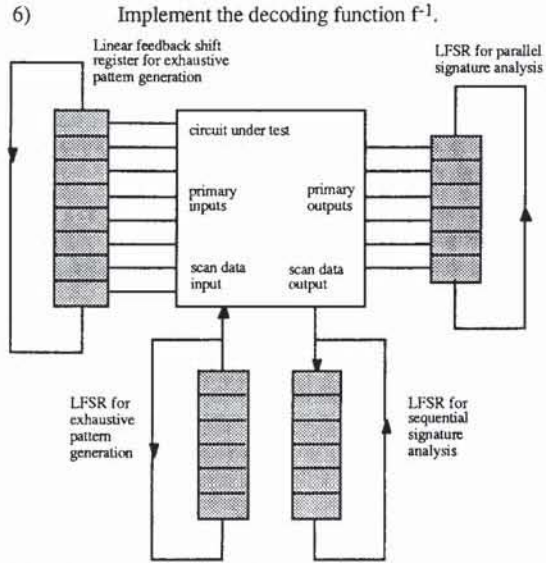 6) Implement the decoding function f-1.
Linear feedback shift
register for exhaustive
pattern generation
LFSR for parallel
signature analysis
circuit under test
primary
inputs
primary
outputs
scan data
input
scan data
output
LFSR for
exhaustive
pattern
generation
LFSR for
sequential
signature
analysis